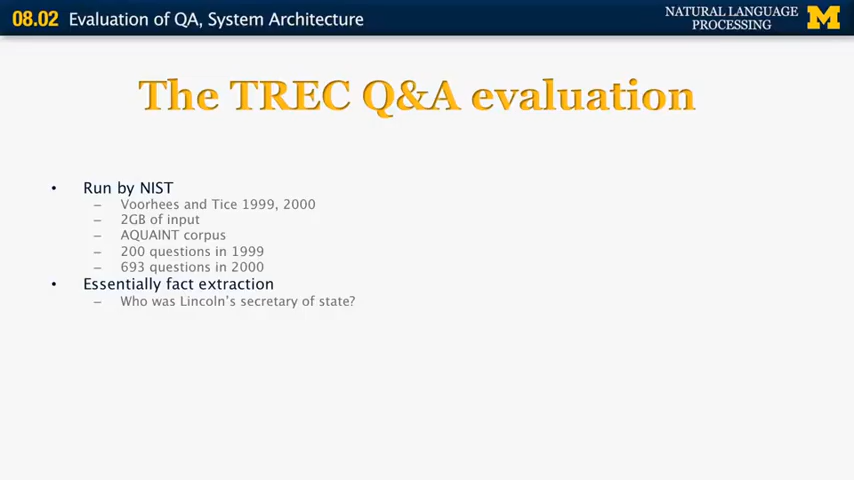 08.02 Evaluation of QA, System Architecture
NATURAL LANGUAGE
PROCESSING
M
The TREC Q&A evaluation
• Run by NIST
– Voorhees and Tice 1999, 2000
– 2GB of input
– AQUAINT corpus
– 200 questions in 1999
– 693 questions in 2000
• Essentially fact extraction
– Who was Lincoln's secretary of state?